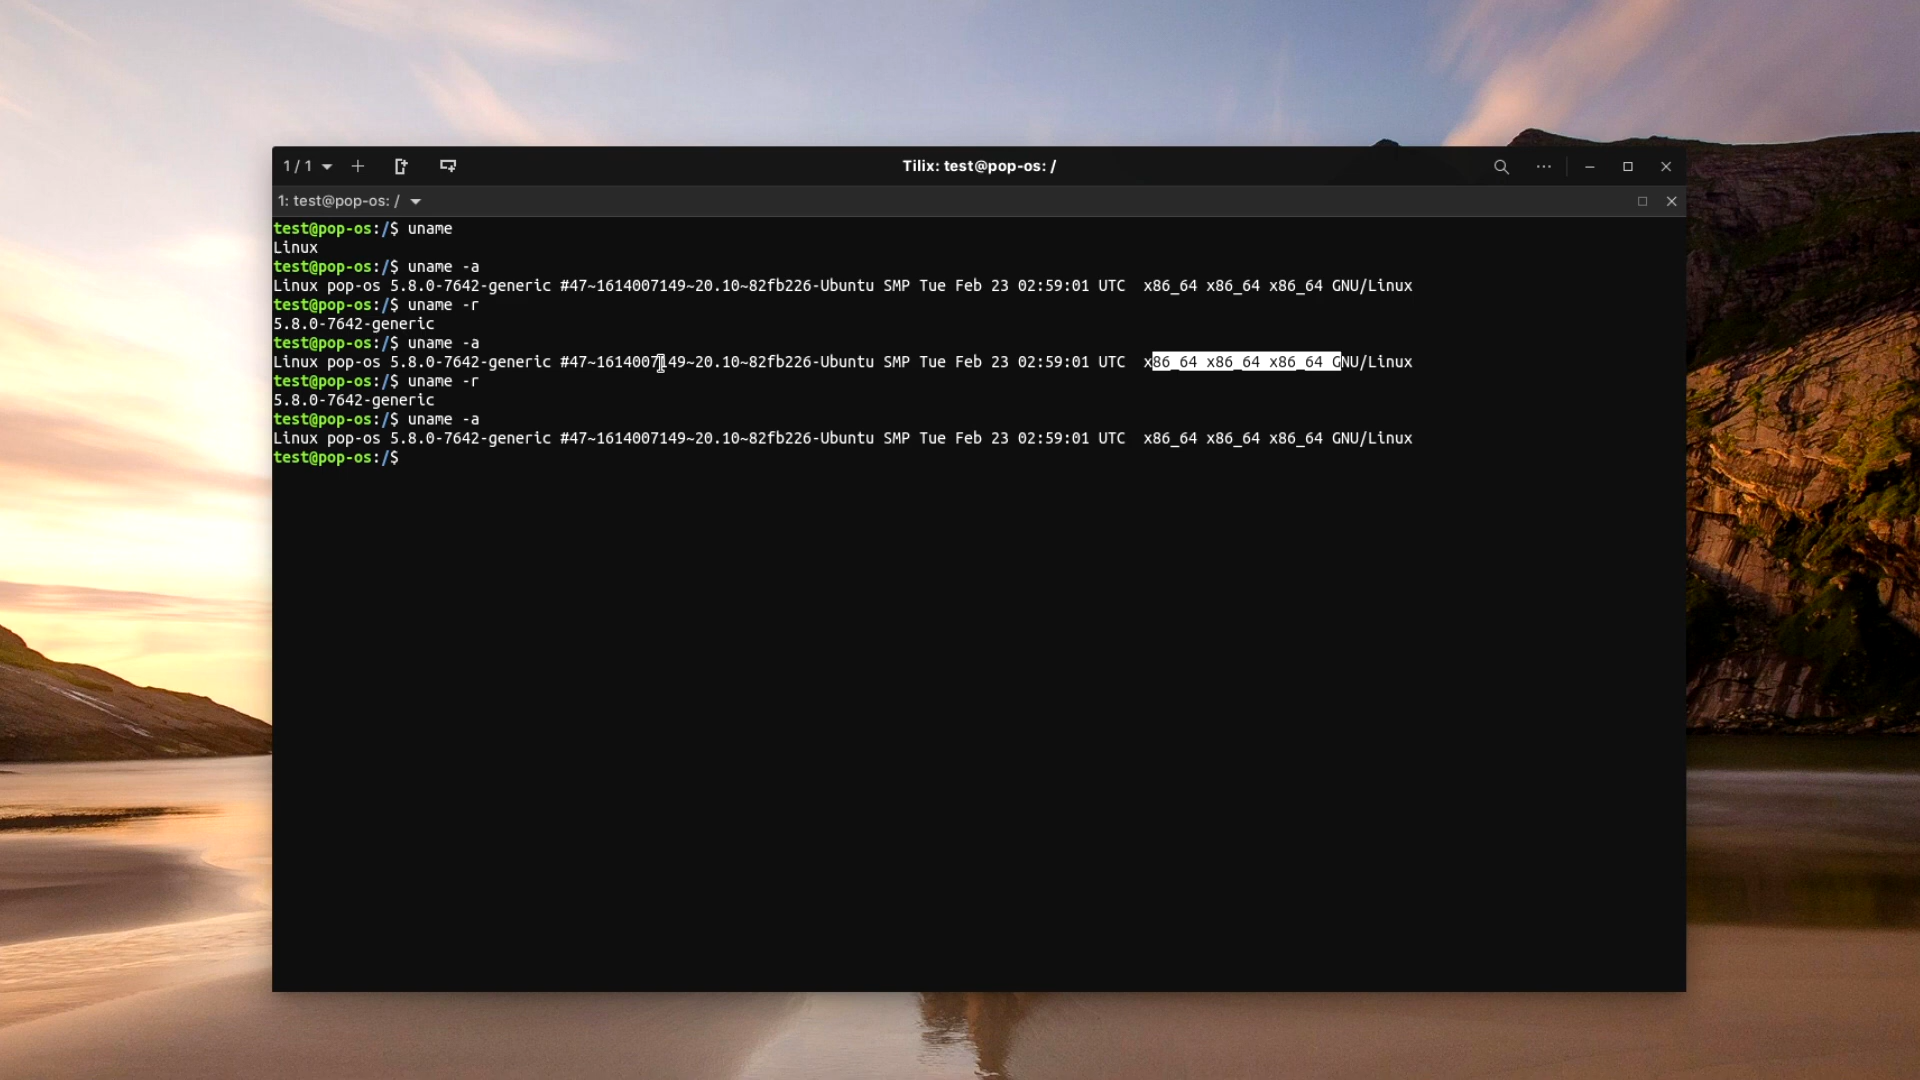 1 / 1
Tilix: test@pop-os: /
1: test@pop-os: /
test@pop-os:/$ uname
Linux
test@pop-os:/$ uname -a
Linux pop-os 5.8.0-7642-generic #47~1614007149~20.10~82fb226-Ubuntu SMP Tue Feb 23 02:59:01 UTC  x86_64 x86_64 x86_64 GNU/Linux
test@pop-os:/$ uname -r
5.8.0-7642-generic
test@pop-os:/$ uname -a
Linux pop-os 5.8.0-7642-generic #47~1614007149~20.10~82fb226-Ubuntu SMP Tue Feb 23 02:59:01 UTC  x86_64 x86_64 x86_64 GNU/Linux
test@pop-os:/$ uname -r
5.8.0-7642-generic
test@pop-os:/$ uname -a
Linux pop-os 5.8.0-7642-generic #47~1614007149~20.10~82fb226-Ubuntu SMP Tue Feb 23 02:59:01 UTC  x86_64 x86_64 x86_64 GNU/Linux
test@pop-os:/$